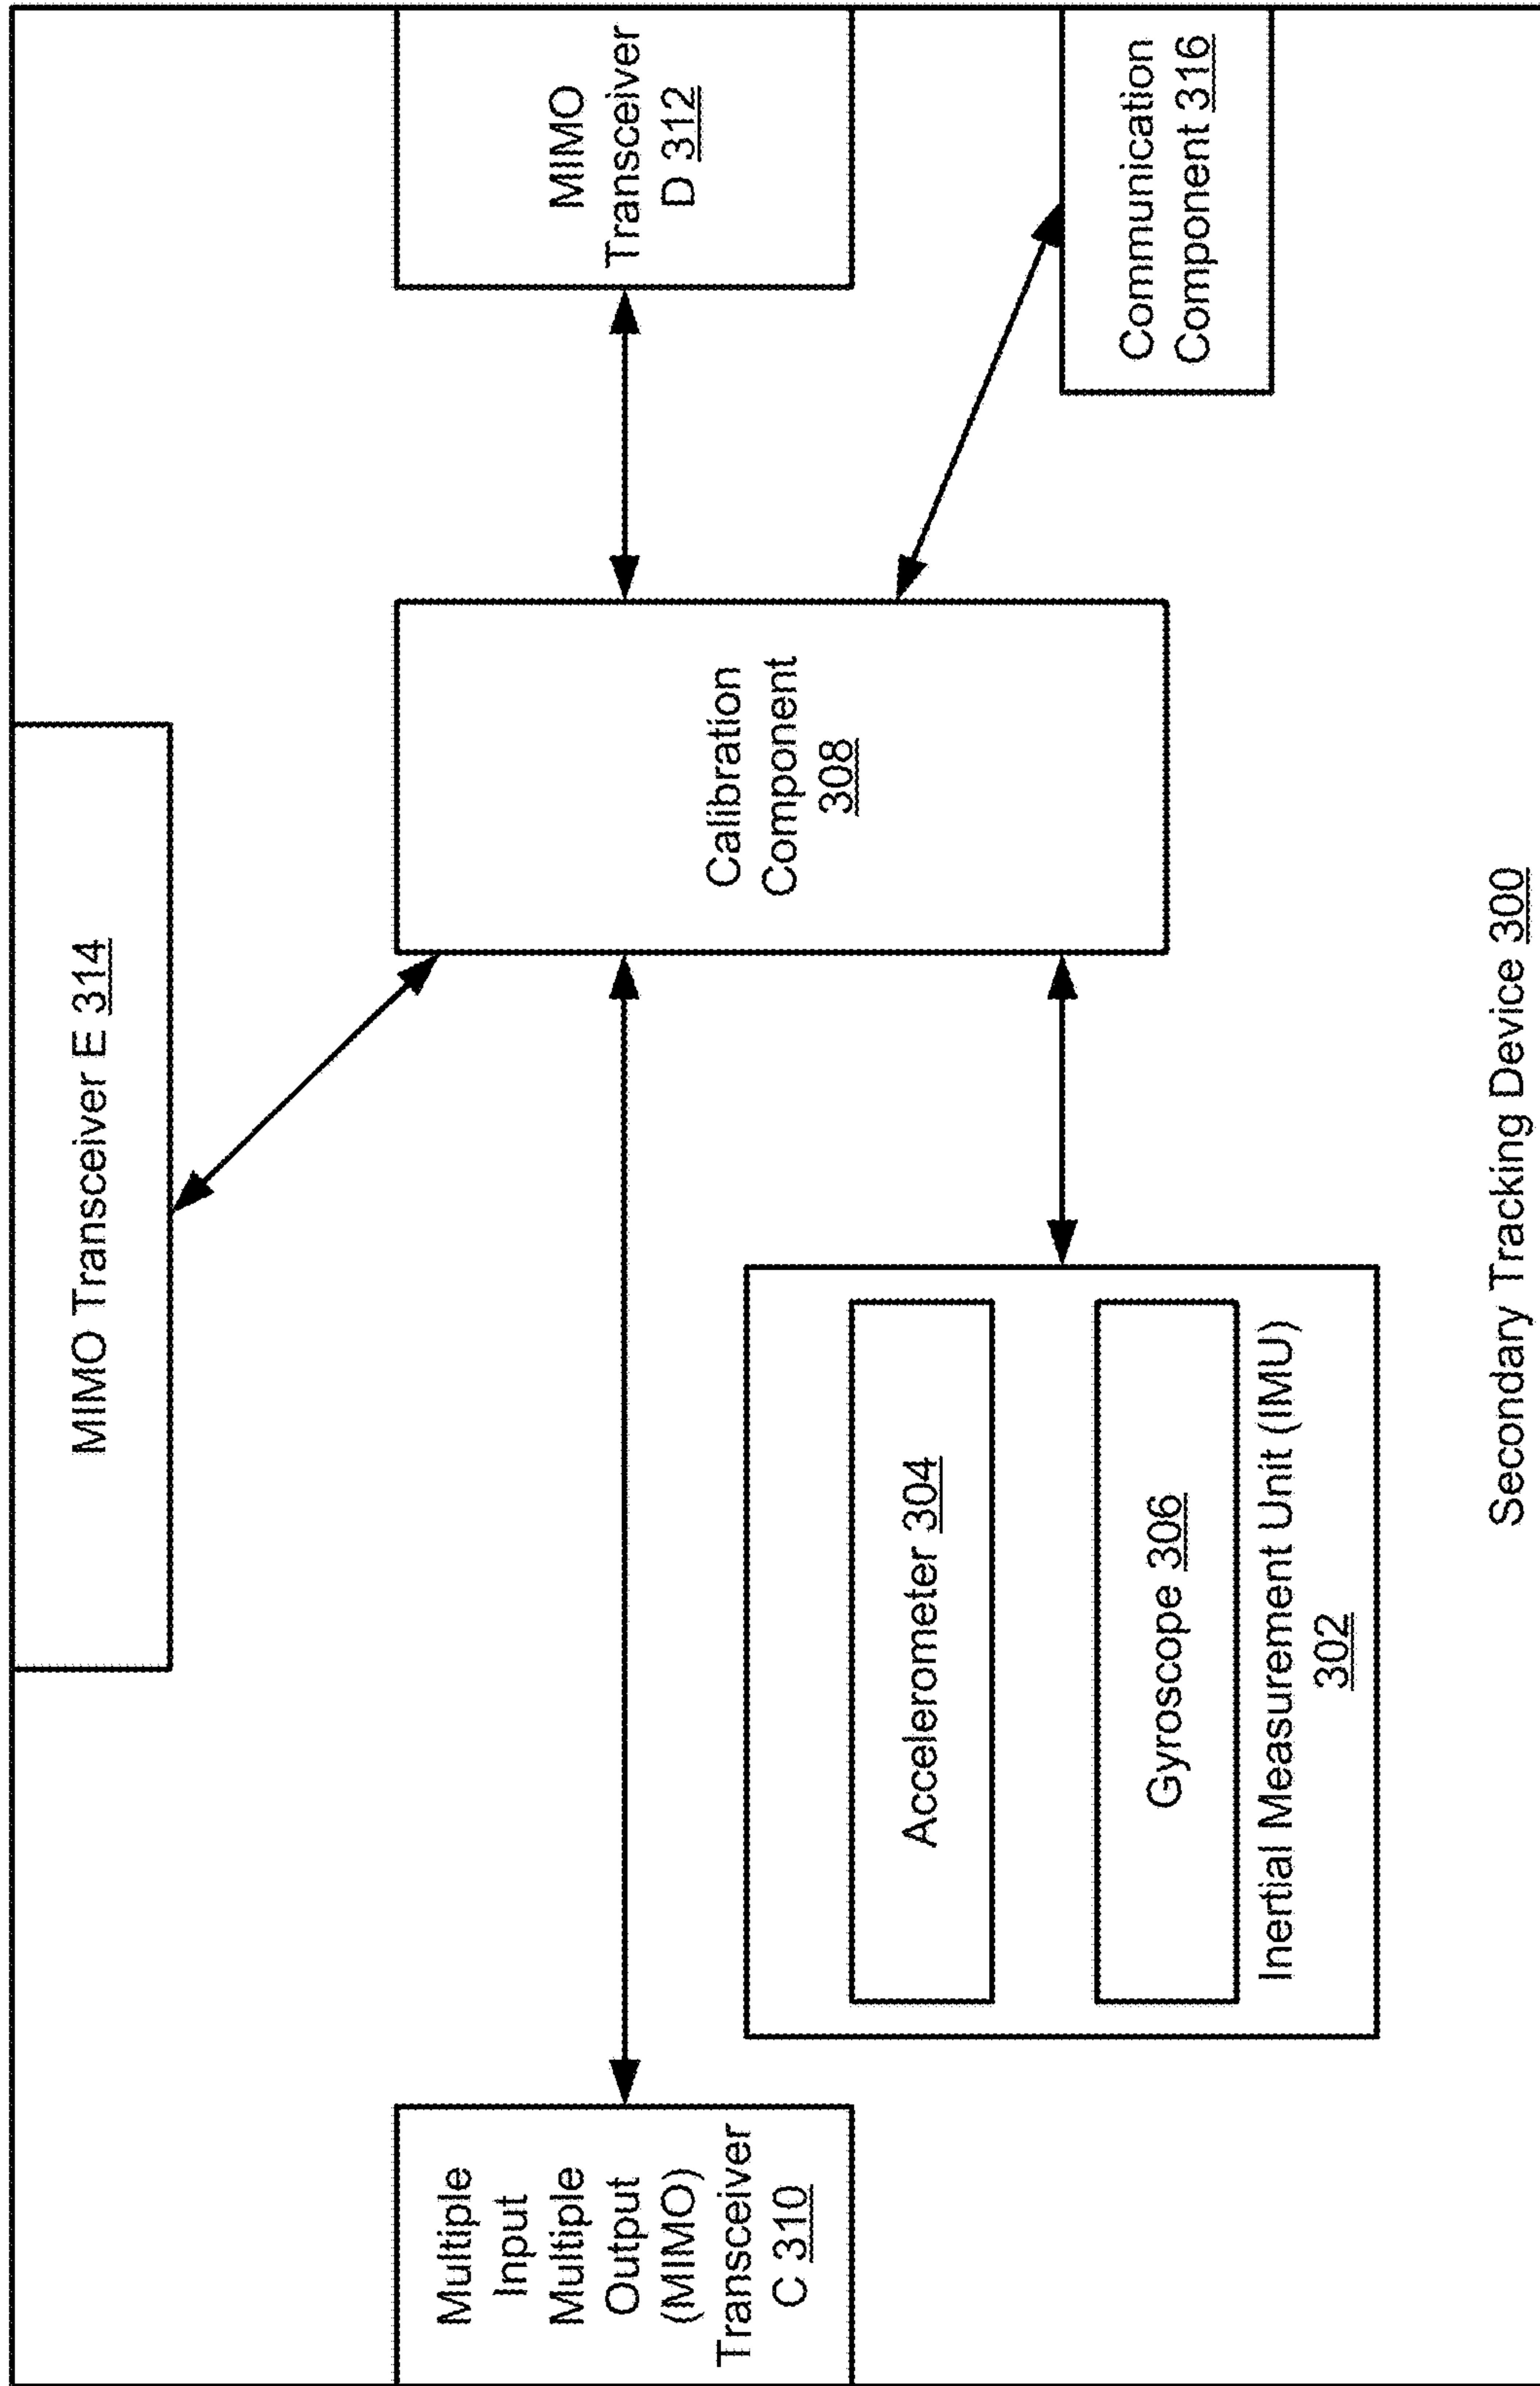 MIMO Transceiver E 314
Multiple
Input
Multiple
Output
(MIMO)
Transceiver
C 310
Calibration
Component
308
MIMO
Transceiver
D 312
Accelerometer 304
Gyroscope 306
Inertial Measurement Unit (IMU)
302
Communication
Component 316
Secondary Tracking Device 300